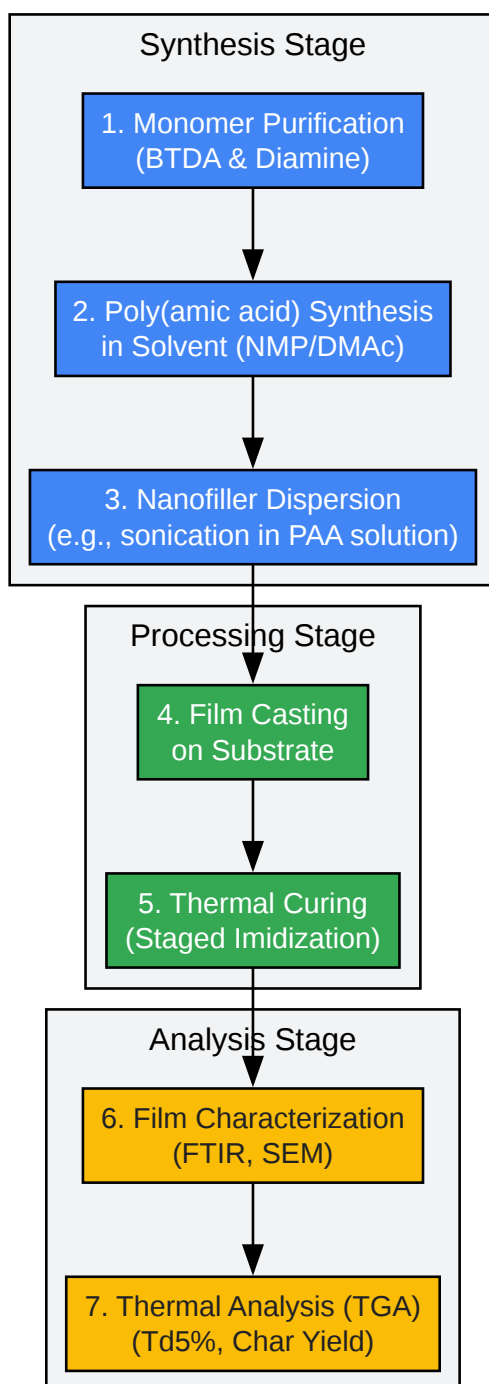 Synthesis Stage
1. Monomer Purification
(BTDA & Diamine)
2. Poly(amic acid) Synthesis
in Solvent (NMP/DMAc)
3. Nanofiller Dispersion
(e.g., sonication in PAA solution)
Processing Stage
4. Film Casting
on Substrate
5. Thermal Curing
(Staged Imidization)
Analysis Stage
6. Film Characterization
(FTIR, SEM)
7. Thermal Analysis (TGA)
(Td5%, Char Yield)